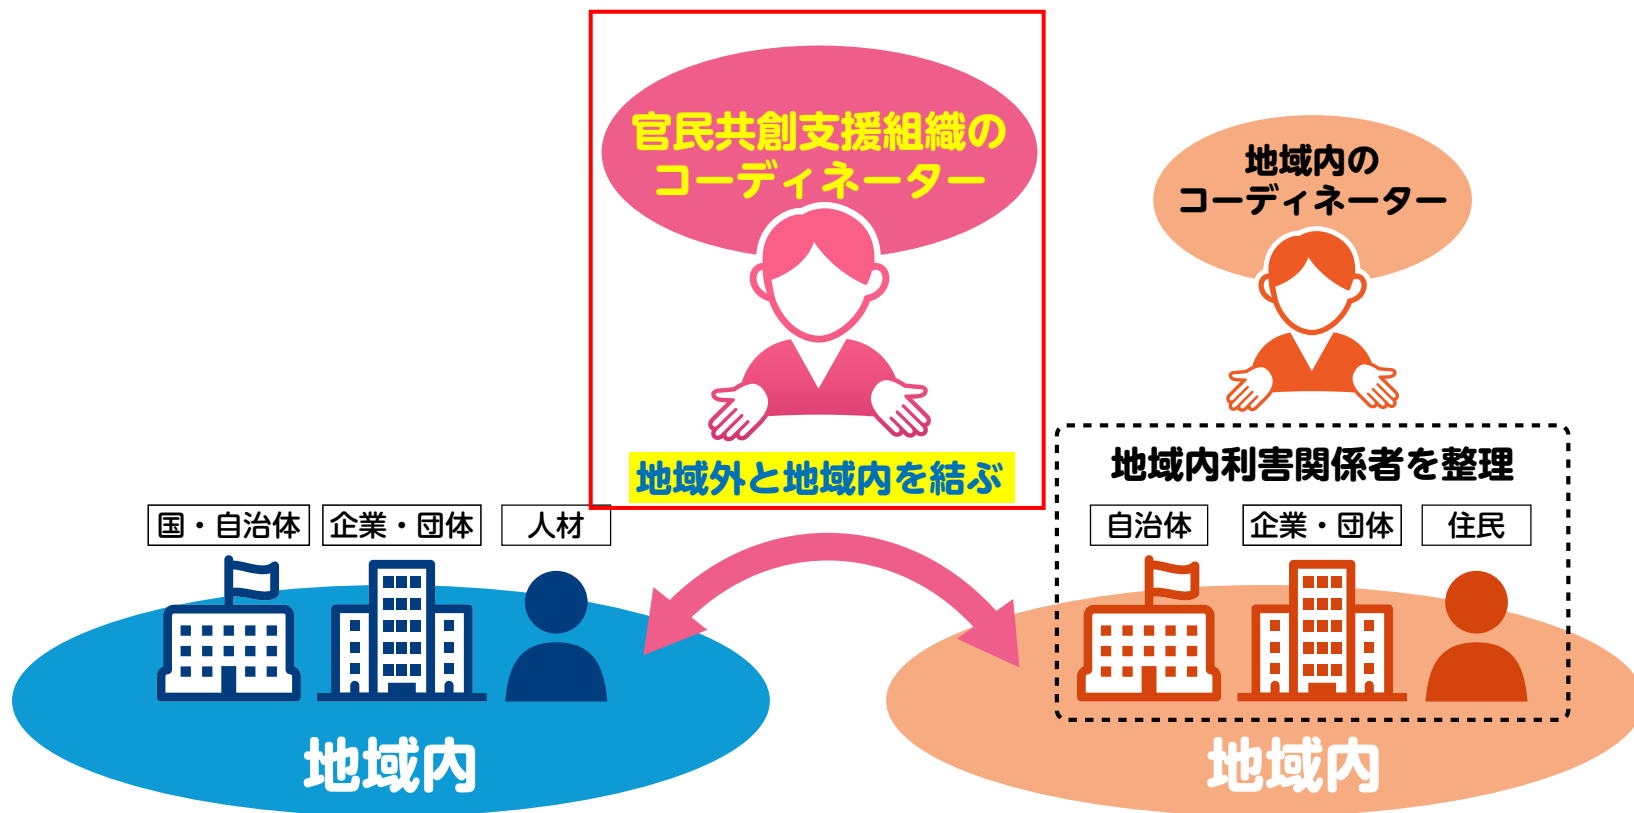 官民共創支援組織の
コーディネーター
地域外と地域内を結ぶ
地域内の
コーディネーター
地域内利害関係者を整理
国・自治体
企業・団体
人材
自治体
企業・団体
住民
地域内
地域内